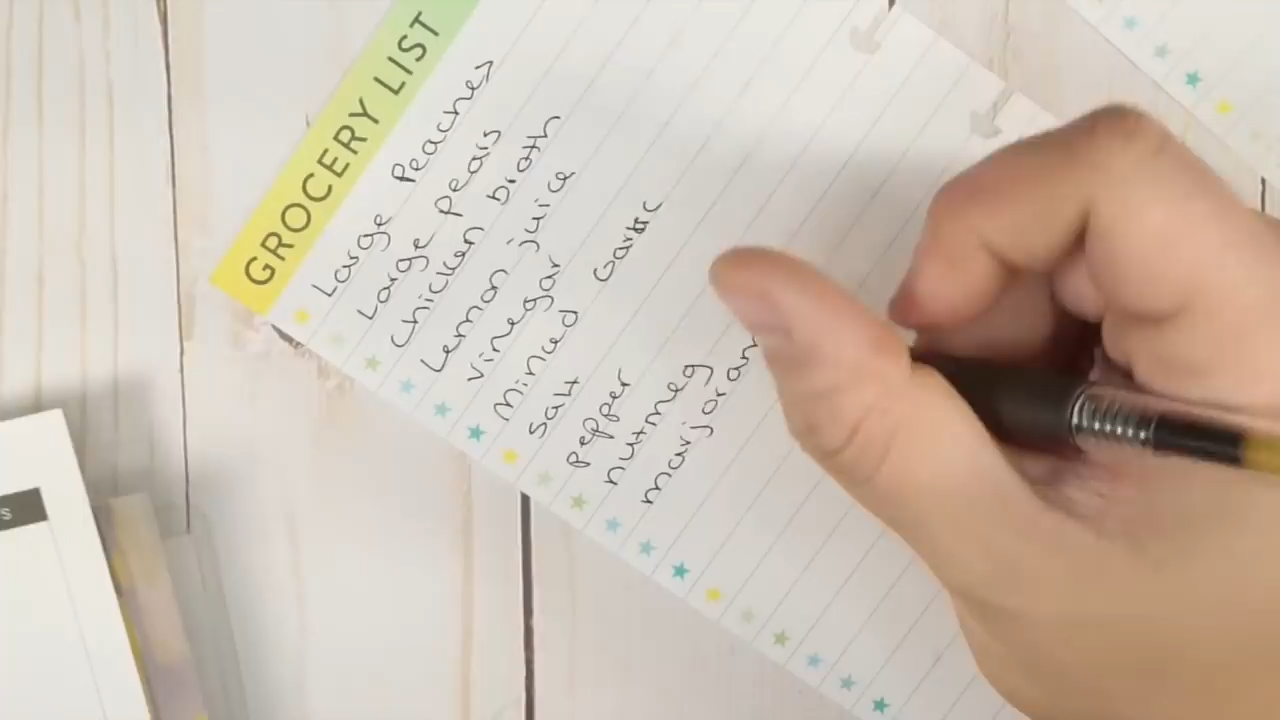 GROCERY LIST
Large Peaches
Large pears
chicken broth
Lemon juice
vinegar
Minced Garlic
Salt
pepper
nutmeg
marjoram
s